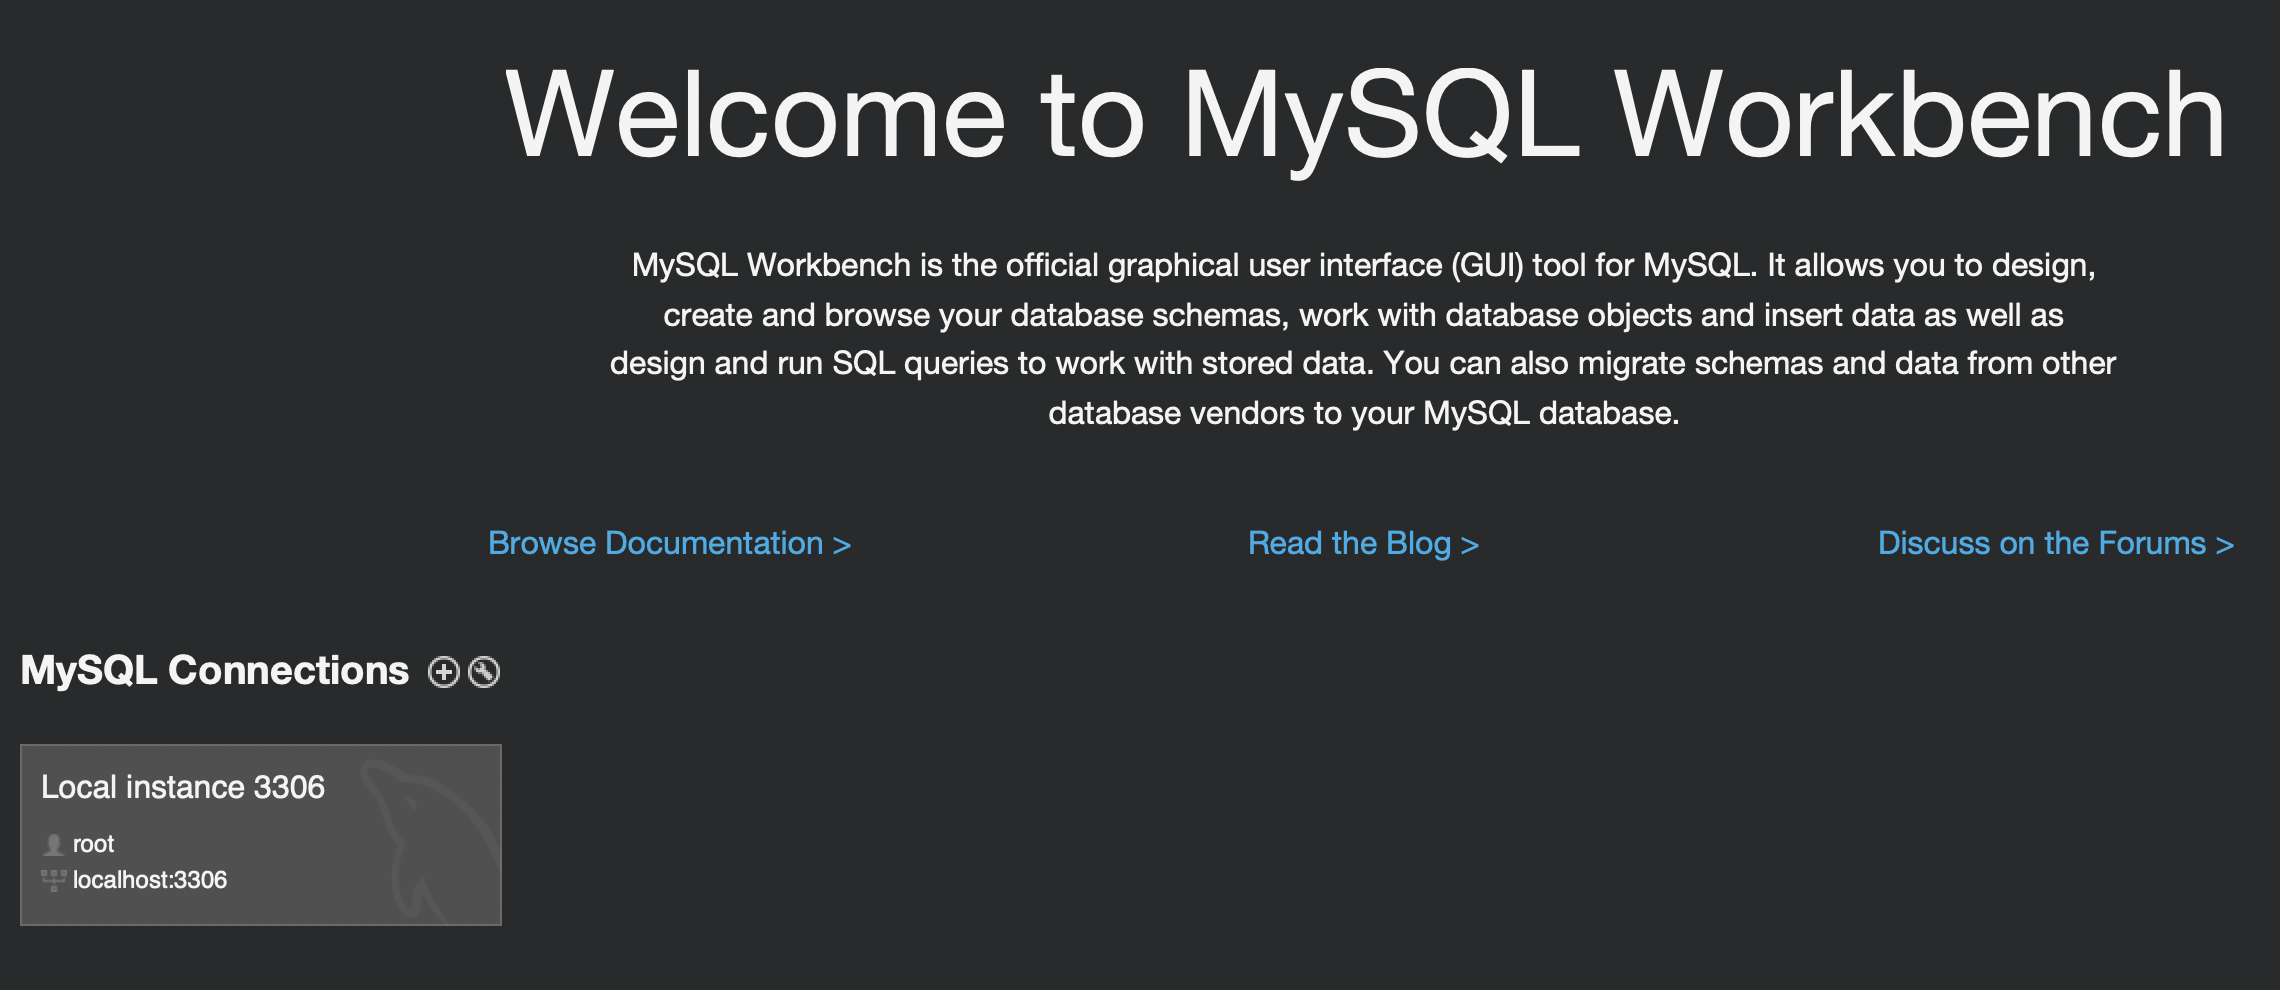 Welcome to MySQL Workbench
MySQL Workbench is the official graphical user interface (GUI) tool for MySQL. It allows you to design,
create and browse your database schemas, work with database objects and insert data as well as
design and run SQL queries to work with stored data. You can also migrate schemas and data from other
database vendors to your MySQL database.
Browse Documentation >
Read the Blog >
Discuss on the Forums >
MySQL Connections
Local instance 3306
root
localhost:3306